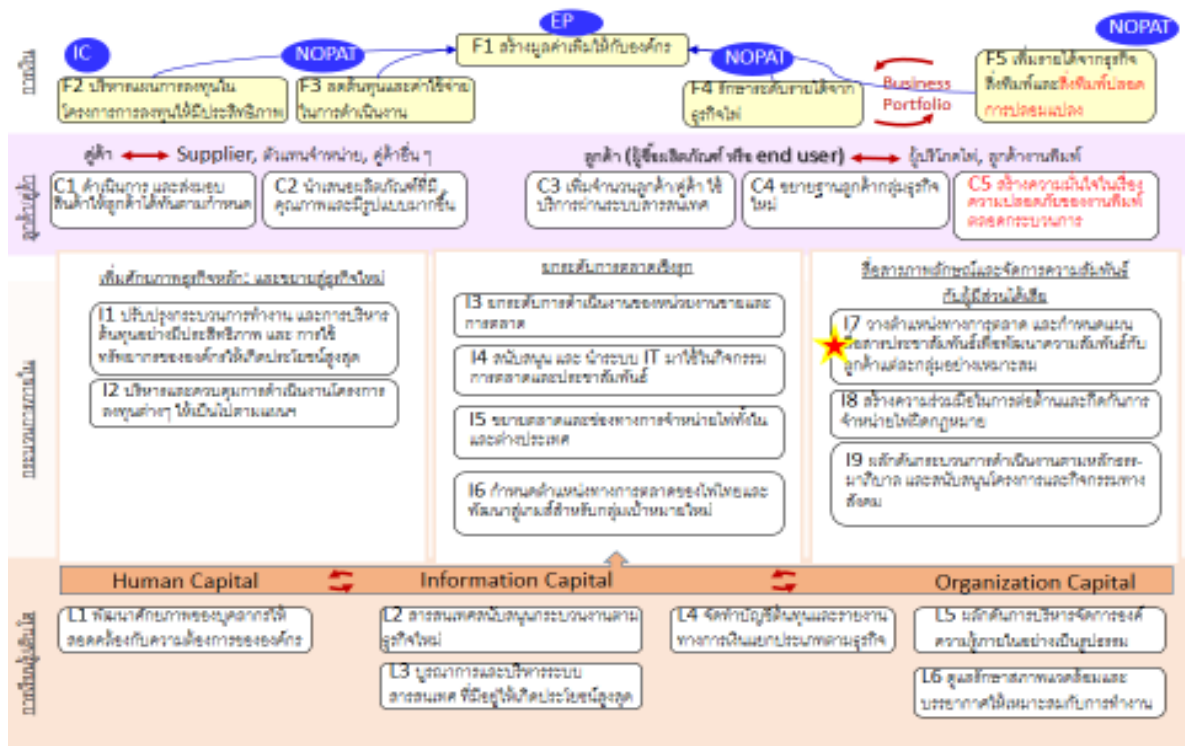 EP
NOPAT
IC
NOPAT
F1 สร้างมูลค่าเพิ่มให้กับองค์กร
NOPAT
F5 เพิ่มรายได้จากธุรกิจ
สิ่งพิมพ์และสิ่งพิมพ์ปลอด
การปลอมแปลง
F2 บริหารแผนการลงทุนใน
โครงการการลงทุนให้มีประสิทธิภาพ
F3 ลดต้นทุนและค่าใช้จ่าย
ในการดำเนินงาน
F4 รักษาระดับรายได้จาก
ธุรกิจไพ่
Business
Portfolio
การเงิน
คู่ค้า
Supplier, ตัวแทนจำหน่าย, คู่ค้าอื่น ๆ
ลูกค้า (ผู้ซื้อผลิตภัณฑ์ หรือ end user)
ผู้บริโภคไพ่, ลูกค้างานพิมพ์
ลูกค้า/คู่ค้า
C1 ดำเนินการ และส่งมอบ
สินค้าให้ลูกค้าได้ทันตามกำหนด
C2 นำเสนอผลิตภัณฑ์ที่มี
คุณภาพและมีรูปแบบมากขึ้น
C3 เพิ่มจำนวนลูกค้า/คู่ค้า ใช้
บริการผ่านระบบสารสนเทศ
C4 ขยายฐานลูกค้ากลุ่มธุรกิจ
ใหม่
C5 สร้างความมั่นใจในเรื่อง
ความปลอดภัยของงานพิมพ์
ตลอดกระบวนการ
กระบวนการภายใน
เพิ่มศักยภาพธุรกิจหลัก และขยายสู่ธุรกิจใหม่
I1 ปรับปรุงกระบวนการทำงาน และการบริหาร
ต้นทุนอย่างมีประสิทธิภาพ และ การใช้
ทรัพยากรขององค์กรให้เกิดประโยชน์สูงสุด
I2 บริหารและควบคุมการดำเนินงานโครงการ
ลงทุนต่างๆ ให้เป็นไปตามแผนฯ
ยกระดับการตลาดเชิงรุก
I3 ยกระดับการดำเนินงานของหน่วยงานขายและ
การตลาด
I4 สนับสนุน และ นำระบบ IT มาใช้ในกิจกรรม
การตลาดและประชาสัมพันธ์
I5 ขยายตลาดและช่องทางการจำหน่ายไพ่ทั้งใน
และต่างประเทศ
I6 กำหนดตำแหน่งทางการตลาดของไพ่ไทยและ
พัฒนาสู่เกมส์สำหรับกลุ่มเป้าหมายใหม่
สื่อสารภาพลักษณ์และจัดการความสัมพันธ์
กับผู้มีส่วนได้เสีย
I7 วางตำแหน่งทางการตลาด และกำหนดแผน
สื่อสารประชาสัมพันธ์เพื่อพัฒนาความสัมพันธ์กับ
ลูกค้าแต่ละกลุ่มอย่างเหมาะสม
I8 สร้างความร่วมมือในการต่อต้านและกีดกันการ
จำหน่ายไพ่ผิดกฎหมาย
I9 ผลักดันกระบวนการดำเนินงานตามหลักธรร-
มาภิบาล และสนับสนุนโครงการและกิจกรรมทาง
สังคม
Human Capital
Information Capital
Organization Capital
L1 พัฒนาศักยภาพของบุคลากรให้
สอดคล้องกับความต้องการขององค์กร
L2 สารสนเทศสนับสนุนกระบวนงานตาม
ธุรกิจใหม่
L3 บูรณาการและบริหารระบบ
สารสนเทศ ที่มีอยู่ให้เกิดประโยชน์สูงสุด
L4 จัดทำบัญชีต้นทุนและรายงาน
ทางการเงินแยกประเภทตามธุรกิจ
L5 ผลักดันการบริหารจัดการองค์
ความรู้ภายในอย่างเป็นรูปธรรม
L6 ดูแลรักษาสภาพแวดล้อมและ
บรรยากาศให้เหมาะสมกับการทำงาน